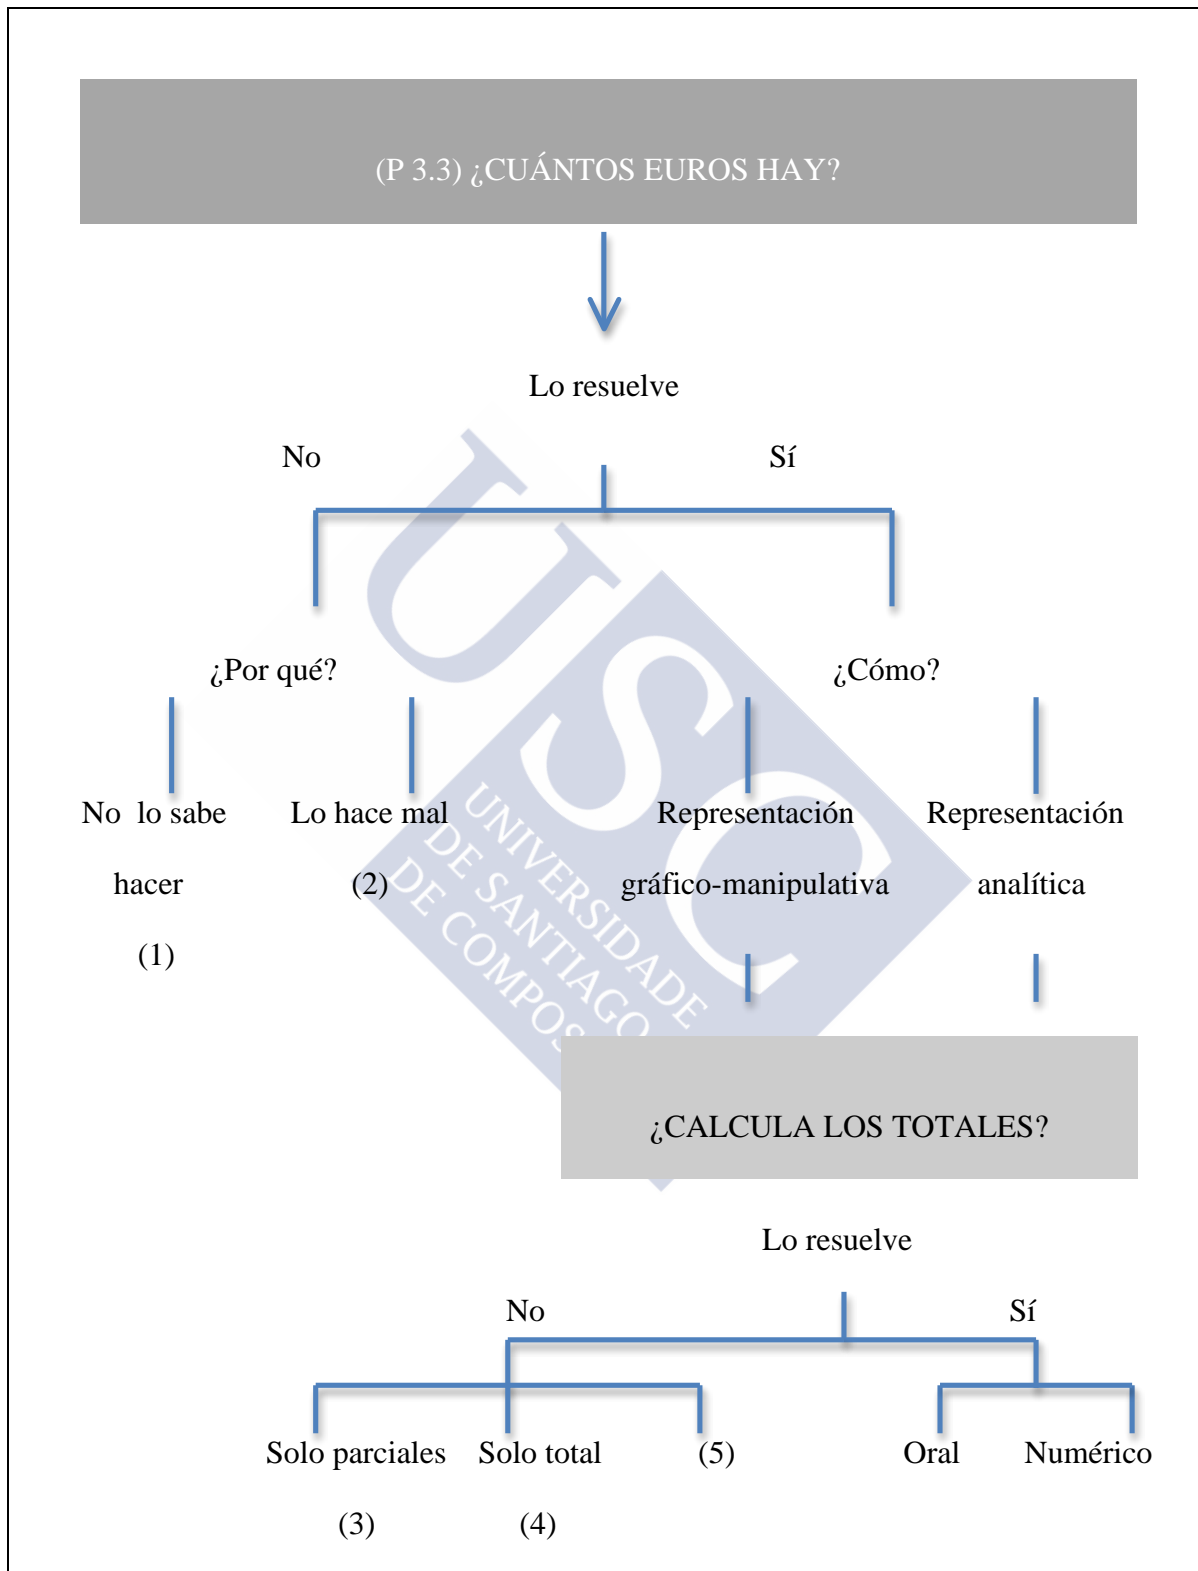 (P 3.3) ¿CUÁNTOS EUROS HAY?
Lo resuelve
No Sí
¿Por qué? ¿Cómo?
No lo sabe Lo hace mal Representación Representación
hacer (2) gráfico-manipulativa analítica
(1)
USC
UNIVERSIDADE
DE SANTIAGO
DE COMPOS
¿CALCULA LOS TOTALES?
Lo resuelve
No Sí
Solo parciales Solo total (5) Oral Numérico
(3) (4)